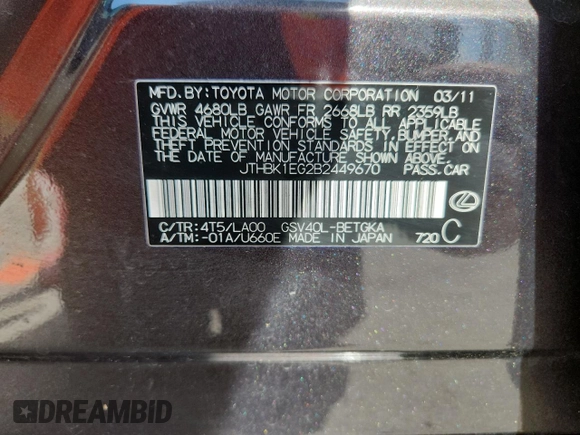 MFD. BY: TOYOTA MOTOR CORPORATION 03/11
GVWR 4680LB GAWR FR 2668LB RR 2359LB
THIS VEHICLE CONFORMS TO ALL APPLICABLE
FEDERAL MOTOR VEHICLE SAFETY, BUMPER, AND
THEFT PREVENTION STANDARDS IN EFFECT ON
THE DATE OF MANUFACTURE SHOWN ABOVE.
JTHBK1EG2B2449670 PASS.CAR
C/TR: 4T5/LA00 GSV40L-BETGKA
A/TM: -01A/U660E MADE IN JAPAN 720 C
DREAMBID